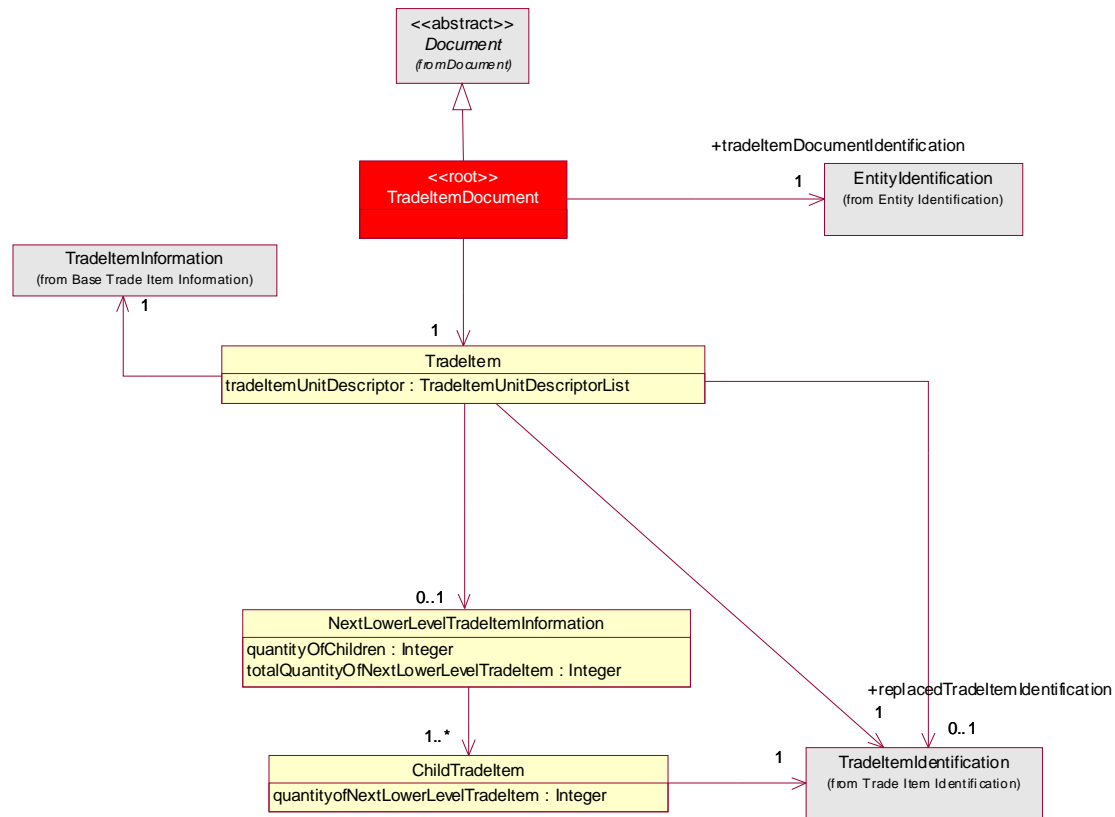 <<abstract>>
Document
(from Document)
+tradeItemDocumentIdentification
<<root>>
TradeItemDocument
1
EntityIdentification
(from Entity Identification)
TradeItemInformation
(from Base Trade Item Information)
1
1
TradeItem
tradeItemUnitDescriptor : TradeItemUnitDescriptorList
0..1
NextLowerLevelTradeItemInformation
quantityOfChildren : Integer
totalQuantityOfNextLowerLevelTradeItem : Integer
+replacedTradeItemIdentification
1
0..1
1..*
ChildTradeItem
quantityofNextLowerLevelTradeItem : Integer
1
TradeItemIdentification
(from Trade Item Identification)